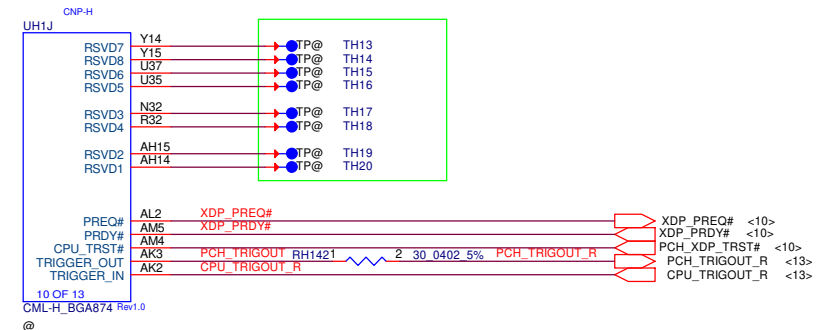 CNP-H
UH1J
RSVD7 Y14 TP@ TH13
RSVD8 Y15 TP@ TH14
RSVD6 U37 TP@ TH15
RSVD5 U35 TP@ TH16
RSVD3 N32 TP@ TH17
RSVD4 R32 TP@ TH18
RSVD2 AH15 TP@ TH19
RSVD1 AH14 TP@ TH20
PREQ# AL2 XDP_PREQ# XDP_PREQ# <10>
PRDY# AM5 XDP_PRDY# XDP_PRDY# <10>
CPU_TRST# AM4 PCH_XDP_TRST# <10>
TRIGGER_OUT AK3 PCH_TRIGOUT RH142 1 2 30_0402_5% PCH_TRIGOUT_R PCH_TRIGOUT_R <13>
TRIGGER_IN AK2 CPU_TRIGOUT_R CPU_TRIGOUT_R <13>
10 OF 13
CML-H_BGA874 Rev1.0
@